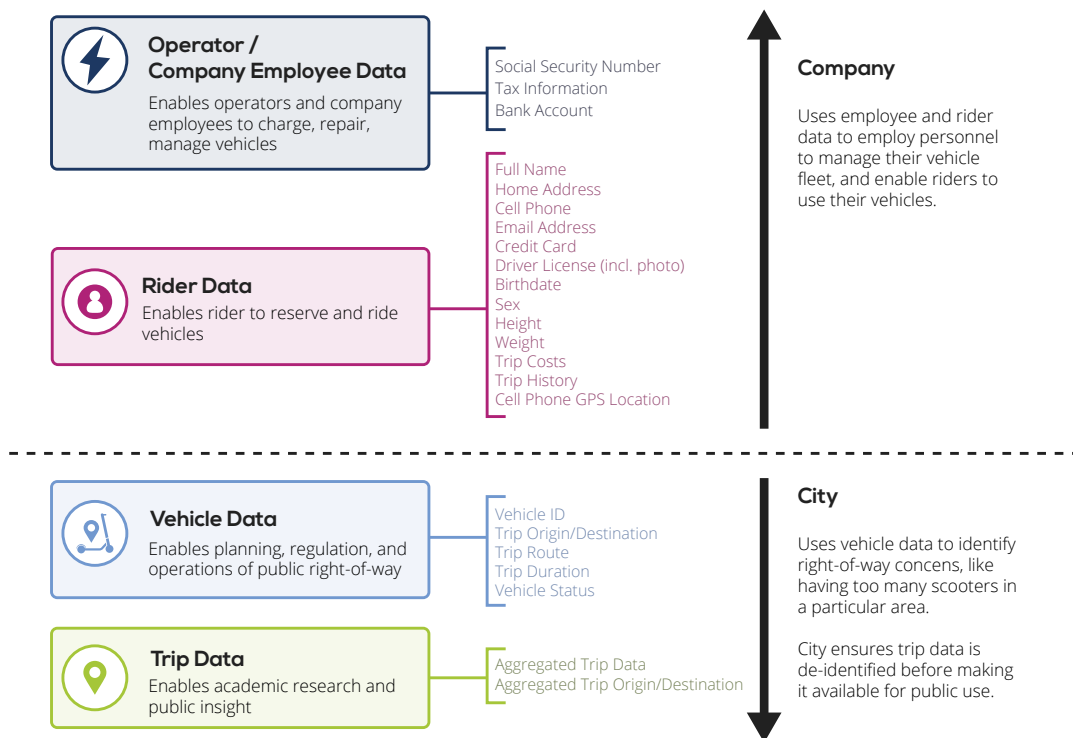 Operator /
Company Employee Data
Enables operators and company
employees to charge, repair,
manage vehicles
Social Security Number
Tax Information
Bank Account
Company
Uses employee and rider
data to employ personnel
to manage their vehicle
fleet, and enable riders to
use their vehicles.
Rider Data
Enables rider to reserve and ride
vehicles
Full Name
Home Address
Cell Phone
Email Address
Credit Card
Driver License (incl. photo)
Birthdate
Sex
Height
Weight
Trip Costs
Trip History
Cell Phone GPS Location
Vehicle Data
Enables planning, regulation, and
operations of public right-of-way
Vehicle ID
Trip Origin/Destination
Trip Route
Trip Duration
Vehicle Status
City
Uses vehicle data to identify
right-of-way concens, like
having too many scooters in
a particular area.
City ensures trip data is
de-identified before making
it available for public use.
Trip Data
Enables academic research and
public insight
Aggregated Trip Data
Aggregated Trip Origin/Destination